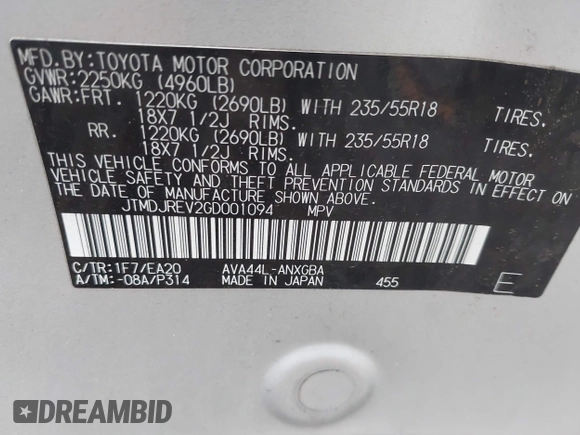 MFD.BY:TOYOTA MOTOR CORPORATION
GVWR:2250KG (4960LB)
GAWR:FRT. 1220KG (2690LB) WITH 235/55R18 TIRES.
18X7 1/2J RIMS.
RR. 1220KG (2690LB) WITH 235/55R18 TIRES.
18X7 1/2J RIMS.
THIS VEHICLE CONFORMS TO ALL APPLICABLE FEDERAL MOTOR
VEHICLE SAFETY AND THEFT PREVENTION STANDARDS IN EFFECT ON
THE DATE OF MANUFACTURE SHOWN ABOVE.
JTMDJREV2GD001094 MPV
C/TR:1F7/EA20 AVA44L-ANXGBA
A/TM:-08A/P314 MADE IN JAPAN 455 E
DREAMBID